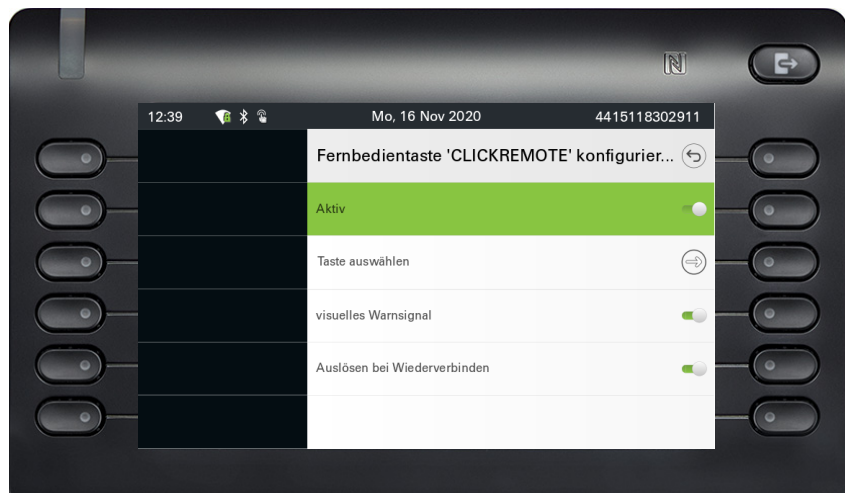 12:39 Mo, 16 Nov 2020 4415118302911
Fernbedientaste 'CLICKREMOTE' konfigurier...
Aktiv
Taste auswählen
visuelles Warnsignal
Auslösen bei Wiederverbinden